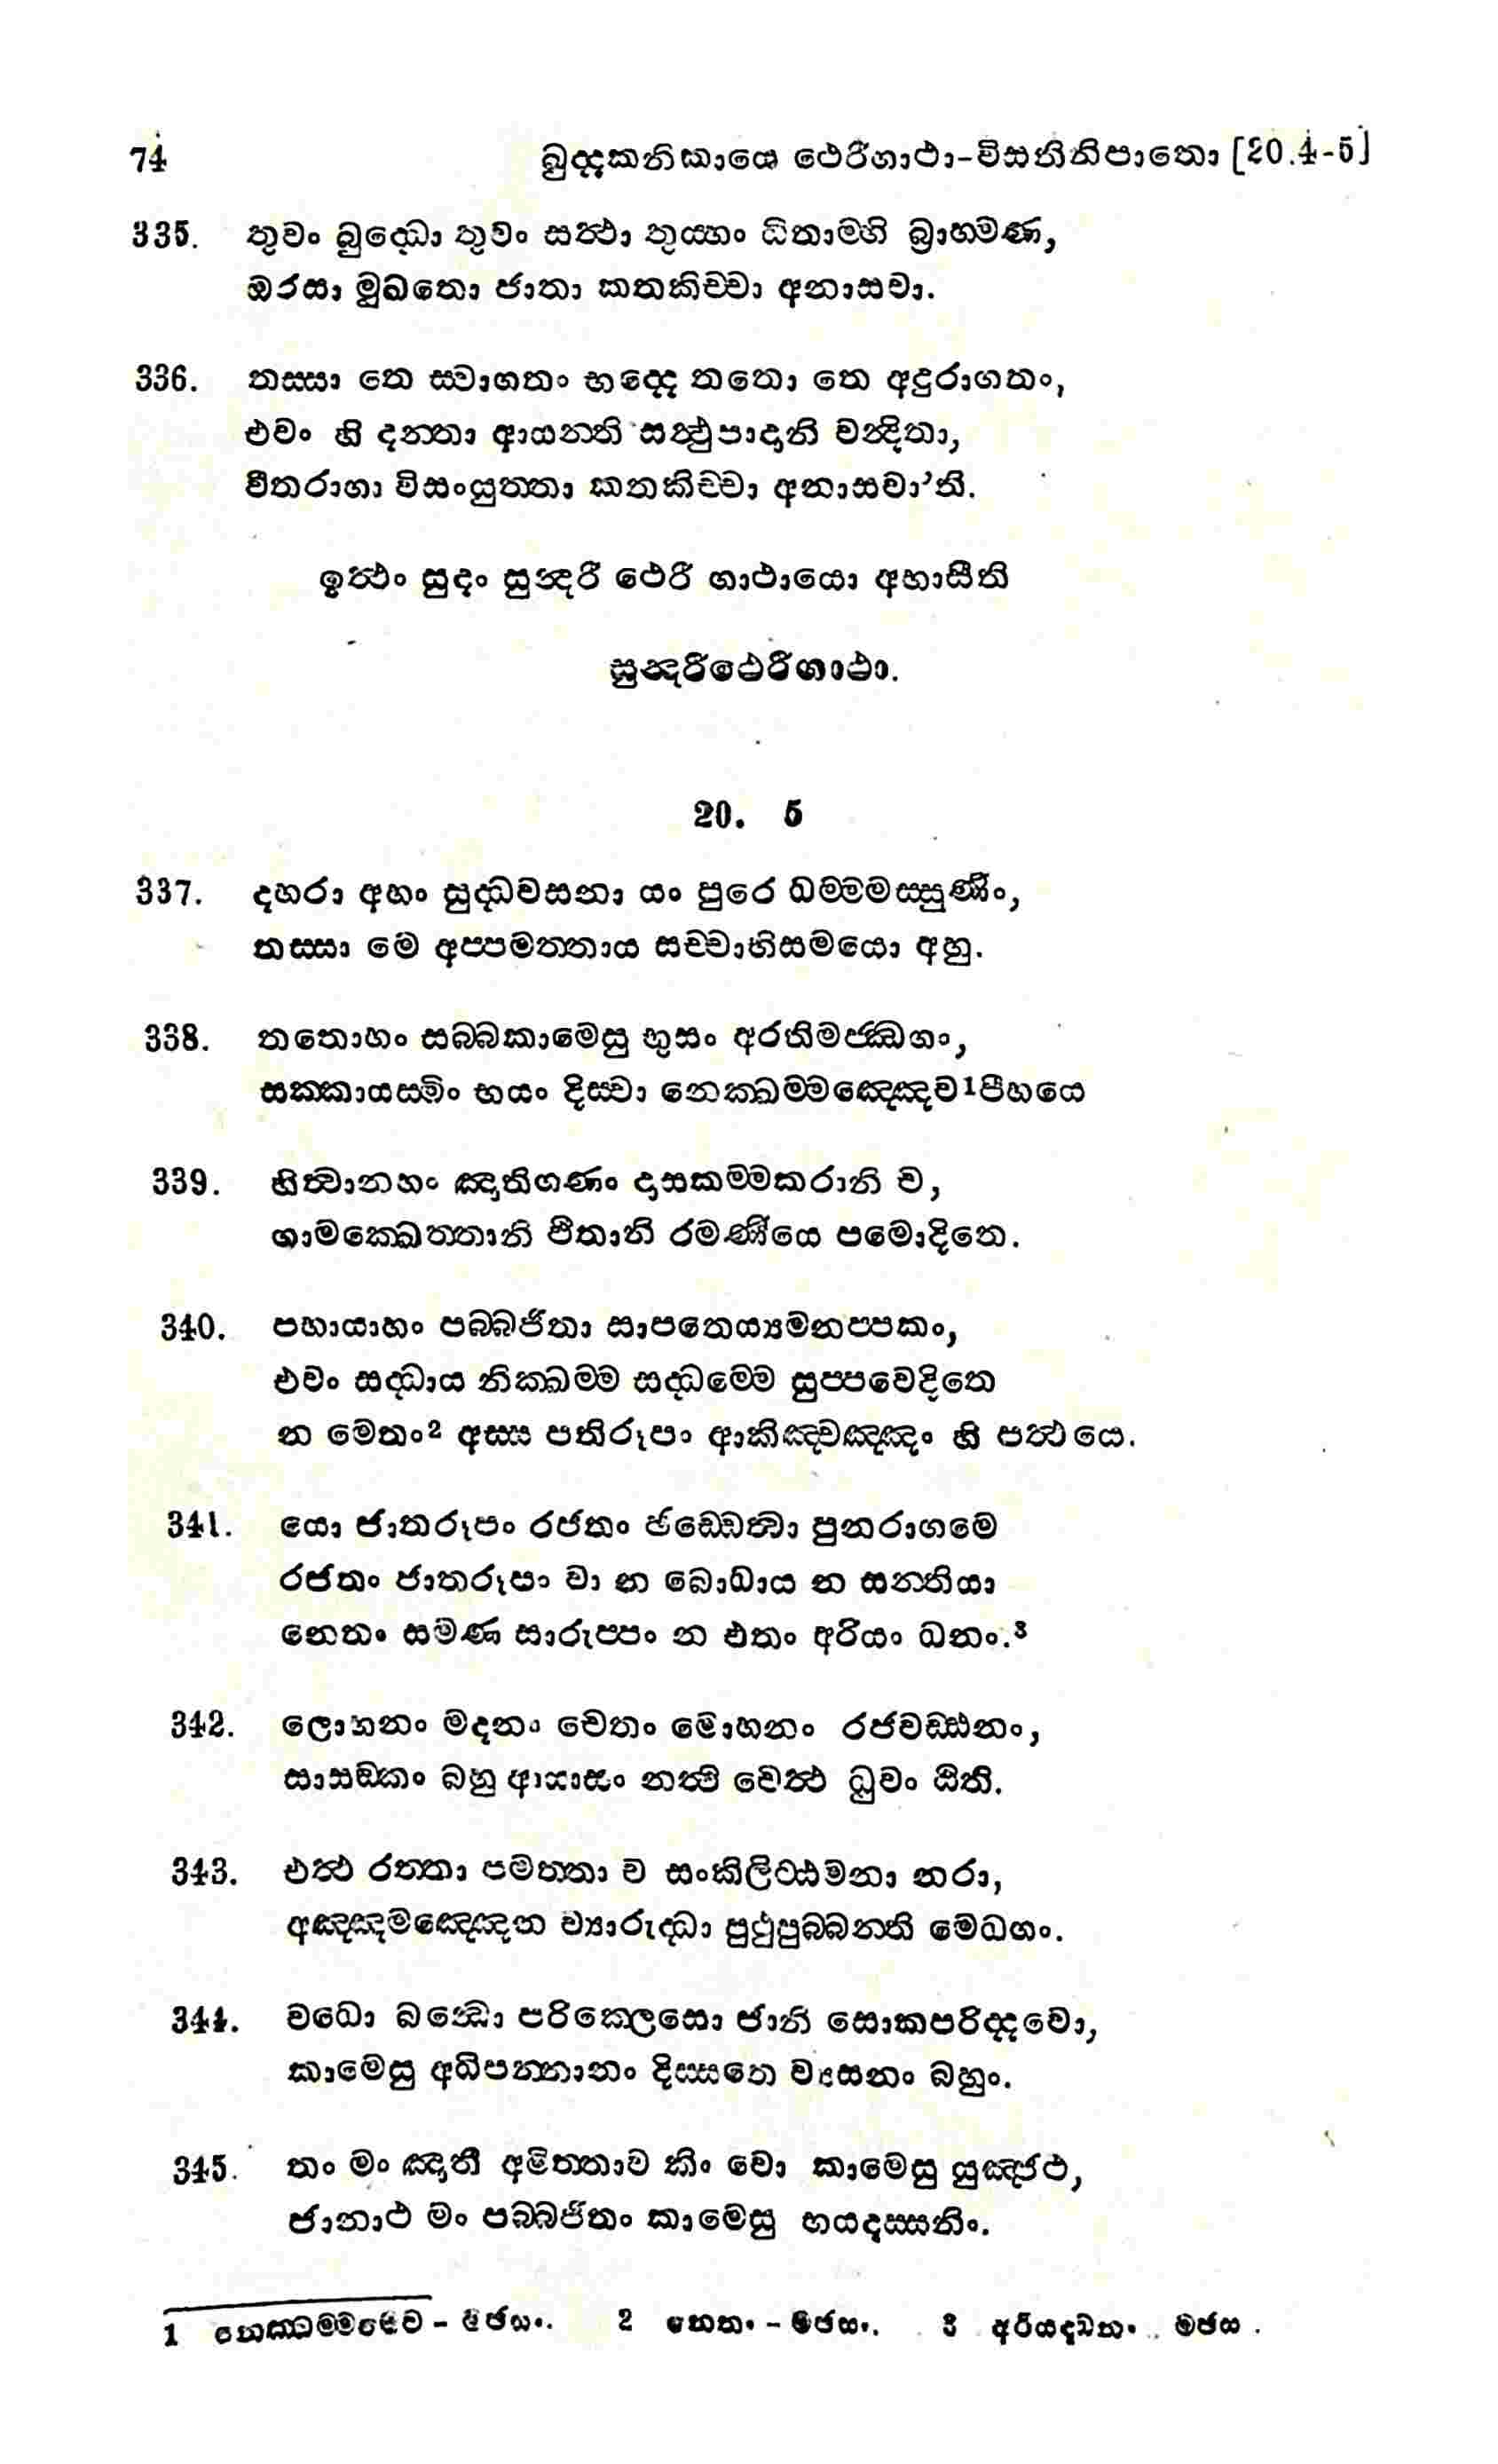 74 ඛුද්දකනිකායෙ ථෙරීගාථා-වීසතිනිපාතො [20.4-5]
335. තුවං බුද්ධො තුවං සත්ථා තුය්හං ධීතාම්හි බ්‍රාහ්මණ,
ඔරසා මුඛතො ජාතා කතකිච්චා අනාසවා.
336. තස්සා තෙ ස්වාගතං භද්දෙ තතො තෙ අදුරාගතං,
එවං හි දන්තා ආයන්ති සත්ථුපාදානි වන්දිතා,
වීතරාගා විසංයුත්තා කතකිච්චා අනාසවා'ති.
ඉත්ථං සුදං සුන්දරී ථෙරී ගාථායො අභාසීති
සුන්දරීථෙරීගාථා.
20. 5
337. දහරා අහං සුද්ධවසනා යං පුරෙ ධම්මමස්සුණිං,
තස්සා මෙ අප්පමත්තාය සච්චාභිසමයො අහු.
338. තතොහං සබ්බකාමෙසු භුසං අරතිමජ්ඣගං,
සක්කායස්මිං භයං දිස්වා නෙක්ඛම්මඤ්ඤෙව1පීහයෙ
339. හිත්වානහං ඤාතිගණං දාසකම්මකරානි ච,
ගාමක්ඛෙත්තානි ඵීතානි රමණීයෙ පමොදිතෙ.
340. පහායාහං පබ්බජිතා සාපතෙය්‍යමනප්පකං,
එවං සද්ධාය නික්ඛම්ම සද්ධම්මෙ සුප්පවෙදිතෙ
න මෙතං2 අස්ස පතිරූපං ආකිඤ්චඤ්ඤං හි පත්ථයෙ.
341. යො ජාතරූපං රජතං ඡඩ්ඩෙත්වා පුනරාගමෙ
රජතං ජාතරූපං වා න බොධාය න සන්තියා
නෙතං සමණ සාරුප්පං න එතං අරියං ධනං.3
342. ලොභනං මදනං චෙතං මොහනං රජවඩ්ඪනං,
සාසඞ්කං බහු ආයාසං නත්ථි චෙත්ථ ධුවං ඨිති.
343. එත්ථ රත්තා පමත්තා ච සංකිලිට්ඨමනා නරා,
අඤ්ඤමඤ්ඤෙන ව්‍යාරුද්ධා පුථුපුබ්බන්ති මෙධගං.
344. වධො බන්ධො පරික්ලෙසො ජානි සොකපරිද්දවො,
කාමෙසු අධිපන්නානං දිස්සතෙ ව්‍යසනං බහුං.
345. තං මං ඤාතී අමිත්තාව කිං වො කාමෙසු යුඤ්ජථ,
ජානාථ මං පබ්බජිතං කාමෙසු භයදස්සනිං.
1 නෙක්ඛම්මමෙව - මඡසං. 2 නෙතං - මඡසං. 3 අරියද්ධනං - මඡස.